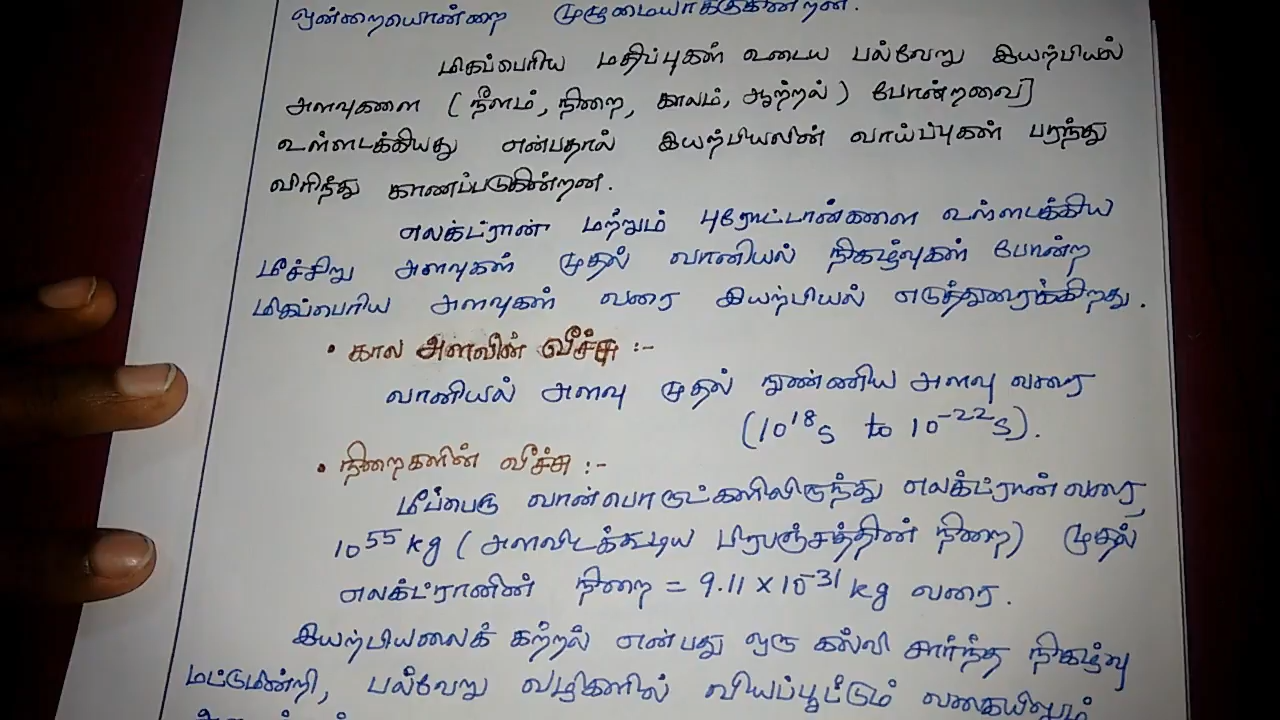 ஒன்றையொன்று முழுமையாக்குகின்றன.
மிகப்பெரிய மதிப்புகள் உடைய பல்வேறு இயற்பியல்
அளவுகளை (நீளம், நிறை, காலம், ஆற்றல்) போன்றவை]
உள்ளடக்கியது என்பதால் இயற்பியலின் வாய்ப்புகள் பரந்து
விரிந்து காணப்படுகின்றன.
எலக்ட்ரான் மற்றும் புரோட்டான்களை உள்ளடக்கிய
மீச்சிறு அளவுகள் முதல் வானியல் நிகழ்வுகள் போன்ற
மிகப்பெரிய அளவுகள் வரை இயற்பியல் எடுத்துரைக்கிறது.
• கால அளவின் வீச்சு :-
வானியல் அளவு முதல் நுண்ணிய அளவு வரை
(10¹⁸s to 10⁻²²s).
• நிறைகளின் வீச்சு :-
மீப்பெரு வான்பொருட்களிலிருந்து எலக்ட்ரான் வரை,
10⁵⁵ kg (அளவிடக்கூடிய பிரபஞ்சத்தின் நிறை) முதல்
எலக்ட்ரானின் நிறை = 9.11 × 10⁻³¹ kg வரை.
இயற்பியலைக் கற்றல் என்பது ஒரு கல்வி சார்ந்த நிகழ்வு
மட்டுமின்றி, பல்வேறு வழிகளில் வியப்பூட்டும் வகையிலும்